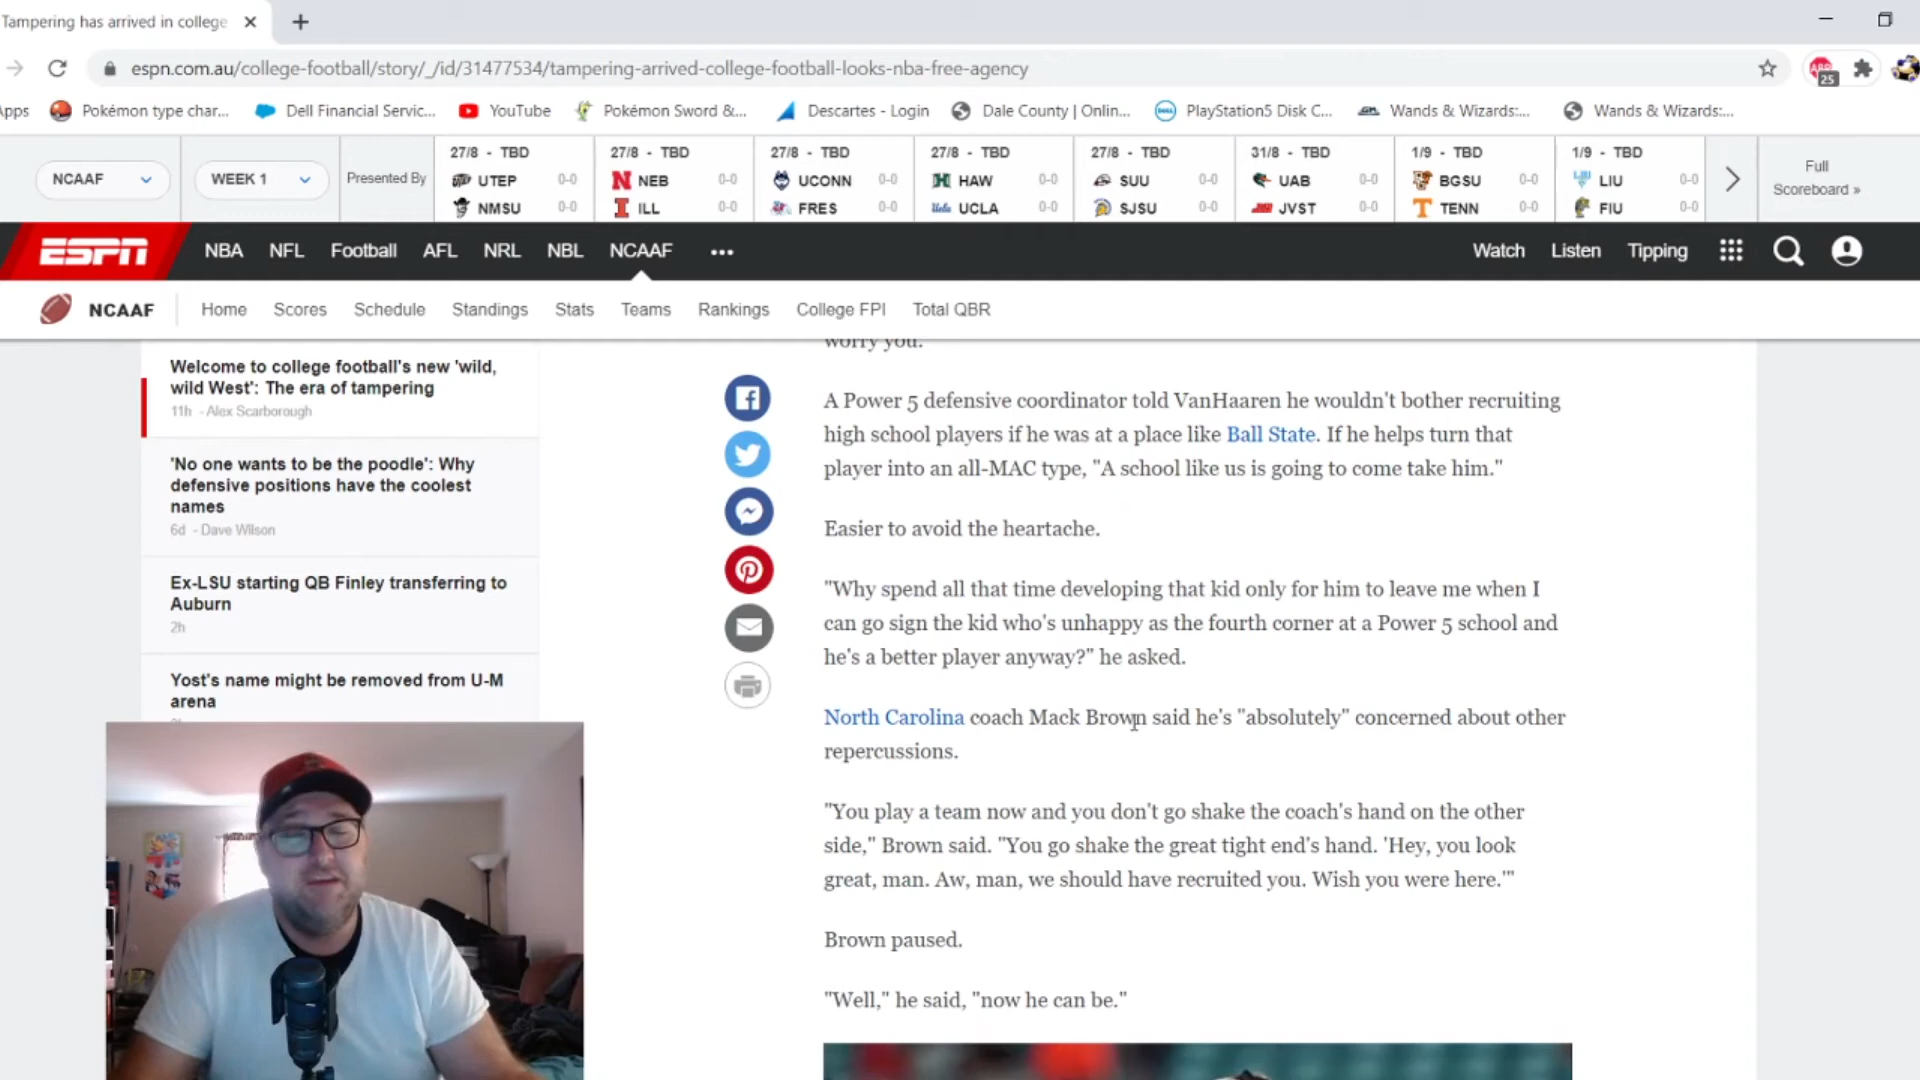 Tampering has arrived in college
espn.com.au/college-football/story/_/id/31477534/tampering-arrived-college-football-looks-nba-free-agency
25
Apps Pokémon type char... Dell Financial Servic... YouTube Pokémon Sword &... Descartes - Login Dale County | Onlin... PlayStation5 Disk C... Wands & Wizards:... Wands & Wizards:...
NCAAF
WEEK 1
Presented By
27/8 - TBD
UTEP 0-0
NMSU 0-0
27/8 - TBD
NEB 0-0
ILL 0-0
27/8 - TBD
UCONN 0-0
FRES 0-0
27/8 - TBD
HAW 0-0
UCLA 0-0
27/8 - TBD
SUU 0-0
SJSU 0-0
31/8 - TBD
UAB 0-0
JVST 0-0
1/9 - TBD
BGSU 0-0
TENN 0-0
1/9 - TBD
LIU 0-0
FIU 0-0
Full
Scoreboard »
ESPN NBA NFL Football AFL NRL NBL NCAAF Watch Listen Tipping
NCAAF Home Scores Schedule Standings Stats Teams Rankings College FPI Total QBR
Welcome to college football's new 'wild,
wild West': The era of tampering
11h - Alex Scarborough
'No one wants to be the poodle': Why
defensive positions have the coolest
names
6d - Dave Wilson
Ex-LSU starting QB Finley transferring to
Auburn
2h
Yost's name might be removed from U-M
arena
worry you.
A Power 5 defensive coordinator told VanHaaren he wouldn't bother recruiting
high school players if he was at a place like Ball State. If he helps turn that
player into an all-MAC type, "A school like us is going to come take him."
Easier to avoid the heartache.
"Why spend all that time developing that kid only for him to leave me when I
can go sign the kid who's unhappy as the fourth corner at a Power 5 school and
he's a better player anyway?" he asked.
North Carolina coach Mack Brown said he's "absolutely" concerned about other
repercussions.
"You play a team now and you don't go shake the coach's hand on the other
side," Brown said. "You go shake the great tight end's hand. 'Hey, you look
great, man. Aw, man, we should have recruited you. Wish you were here.'"
Brown paused.
"Well," he said, "now he can be."